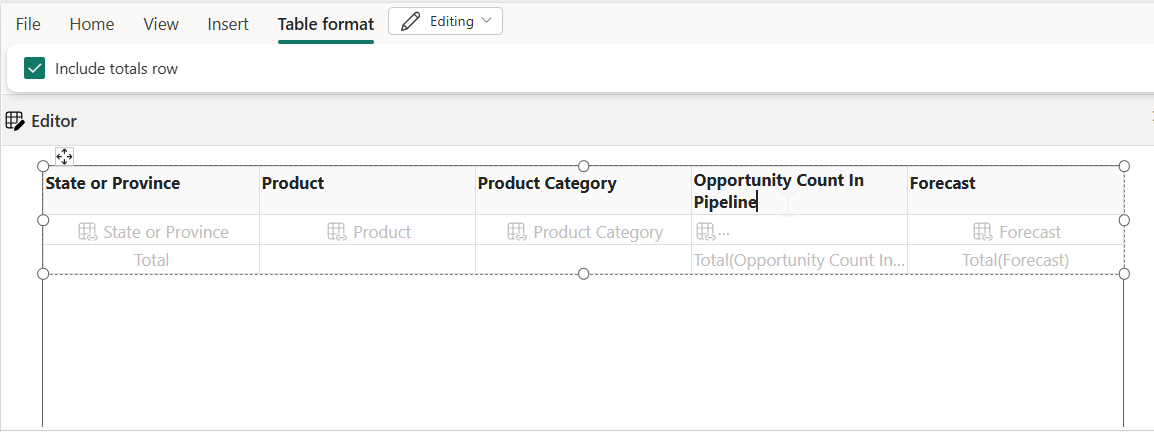 File Home View Insert Table format Editing
Include totals row
Editor
State or Province Product Product Category Opportunity Count In Forecast
Pipeline
State or Province Product ... Product Category Forecast
Total Total(Opportunity Count In... Total(Forecast)